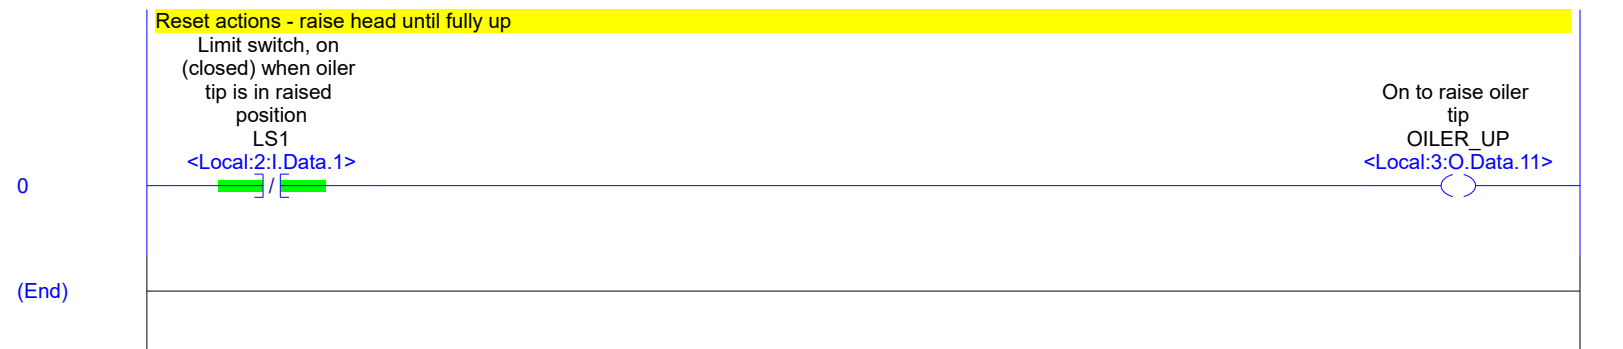 Reset actions - raise head until fully up
Limit switch, on
(closed) when oiler
tip is in raised
position
LS1
<Local:2:I.Data.1>
On to raise oiler
tip
OILER_UP
<Local:3:O.Data.11>
0
/
(End)